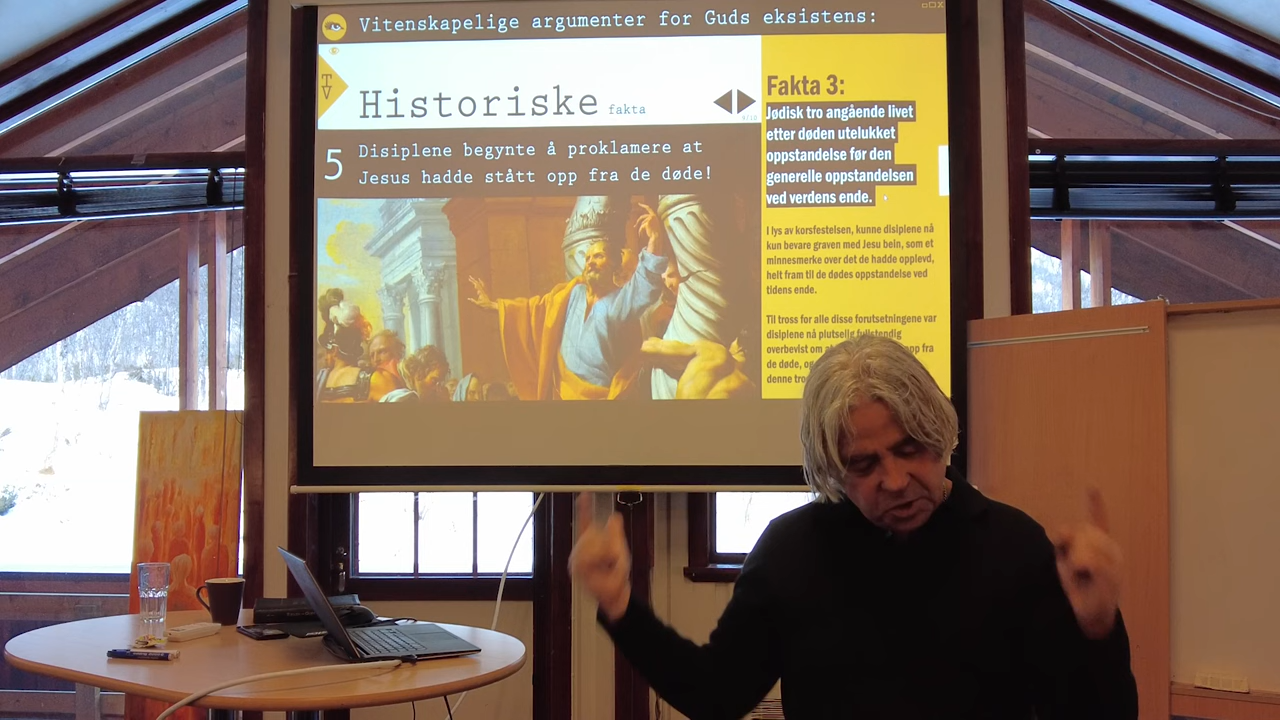 Vitenskapelige argumenter for Guds eksistens:
TV
Historiske fakta
5
Disiplene begynte å proklamere at
Jesus hadde stått opp fra de døde!
Fakta 3:
Jødisk tro angående livet
etter døden utelukket
oppstandelse før den
generelle oppstandelsen
ved verdens ende.
I lys av korsfestelsen, kunne disiplene nå
kun bevare graven med Jesu bein, som et
minnesmerke over det de hadde opplevd,
helt fram til de dødes oppstandelse ved
tidens ende.
Til tross for alle disse forutsetningene var
disiplene nå plutselig fullstendig
overbevist om
opp fra
de døde,
denne